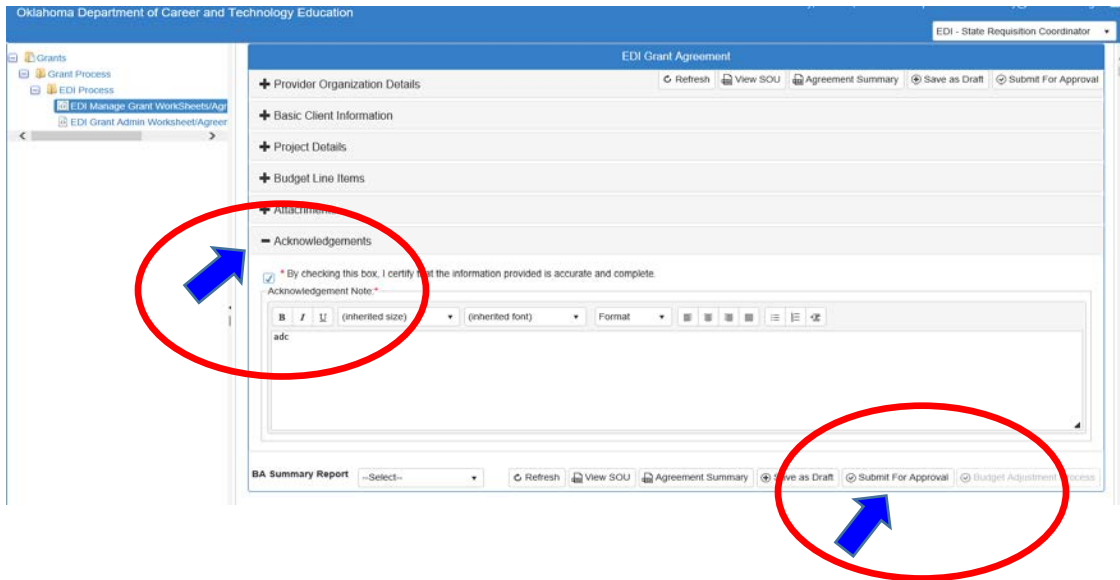 Oklahoma Department of Career and Technology Education
EDI - State Requisition Coordinator
Grants
Grant Process
EDI Process
EDI Manage Grant WorkSheets/Agr
EDI Grant Admin Worksheet/Agreer
EDI Grant Agreement
Provider Organization Details
Refresh View SOU Agreement Summary Save as Draft Submit For Approval
Basic Client Information
Project Details
Budget Line Items
Attachments
Acknowledgements
* By checking this box, I certify that the information provided is accurate and complete.
Acknowledgement Note:*
B I U (inherited size) (inherited font) Format
adc
BA Summary Report --Select-- Refresh View SOU Agreement Summary Save as Draft Submit For Approval Budget Adjustment Process